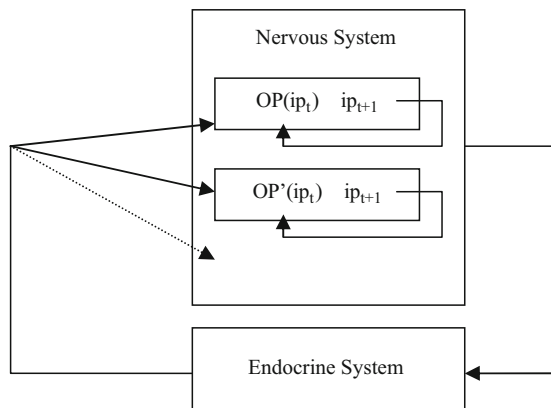 Nervous System
OP(ipₜ) ipₜ₊₁
OP’(ipₜ) ipₜ₊₁
Endocrine System